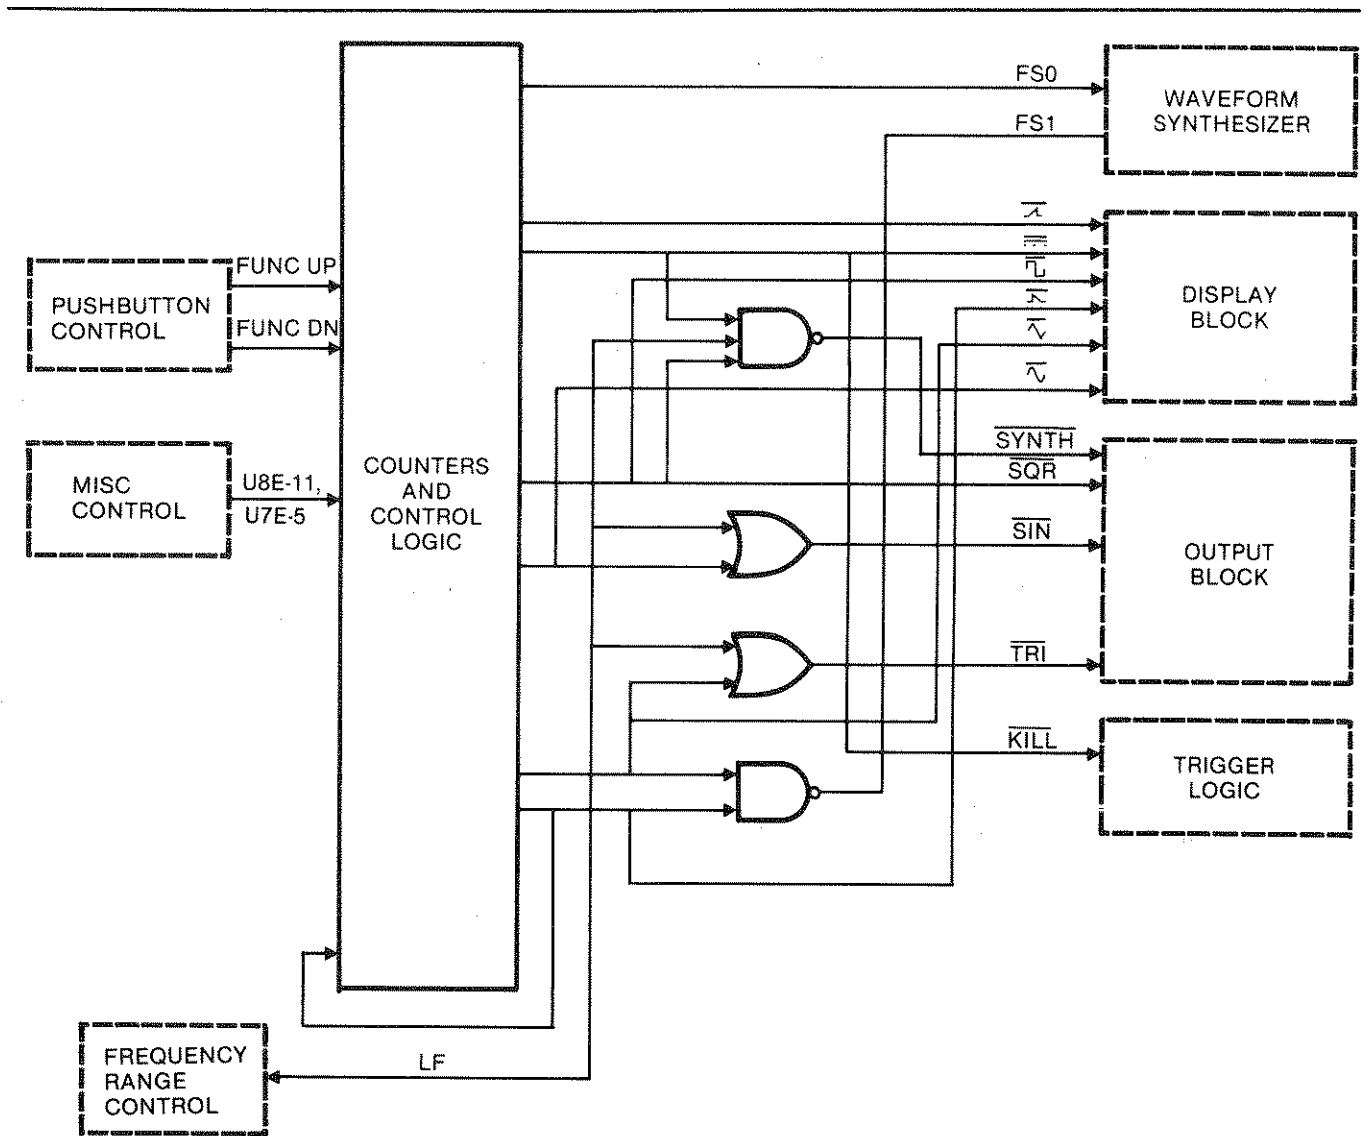 FS0
WAVEFORM
SYNTHESIZER
FS1
FUNC UP
PUSHBUTTON
CONTROL
FUNC DN
DISPLAY
BLOCK
MISC
CONTROL
U8E-11,
U7E-5
COUNTERS
AND
CONTROL
LOGIC
SYNTH
SQR
SIN
OUTPUT
BLOCK
TRI
KILL
TRIGGER
LOGIC
FREQUENCY
RANGE
CONTROL
LF